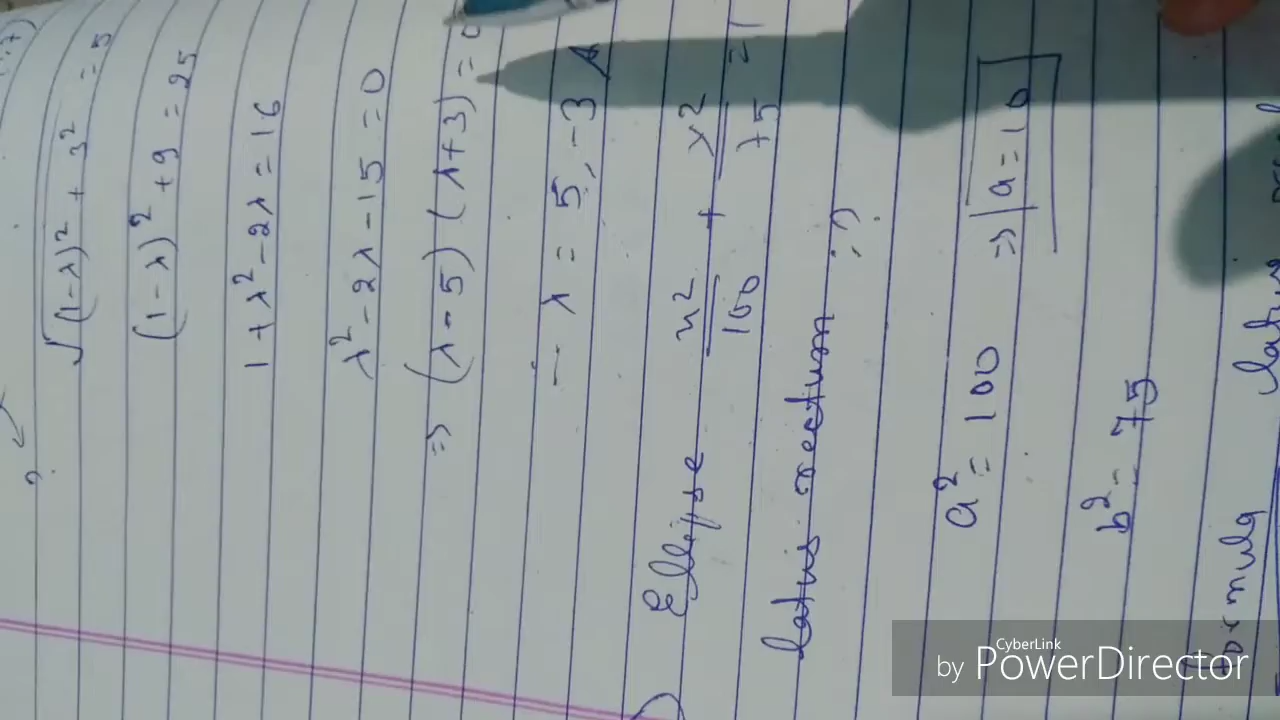 √(1-λ)² + 3² = 5
(1-λ)² + 9 = 25
1 + λ² - 2λ = 16
λ² - 2λ - 15 = 0
=> (λ-5) (λ+3) = 0
- λ = 5, -3
Ellipse x²/100 + y²/75 = 1
latus rectum ;?
a² = 100 => a = 10
b² - 75
formula latus
by CyberLink PowerDirector